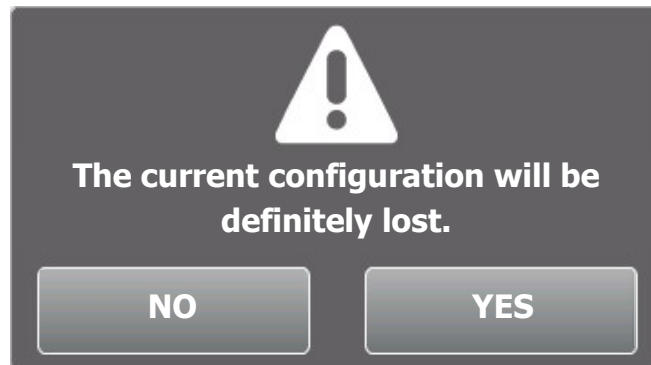 The current configuration will be
definitely lost.
NO
YES